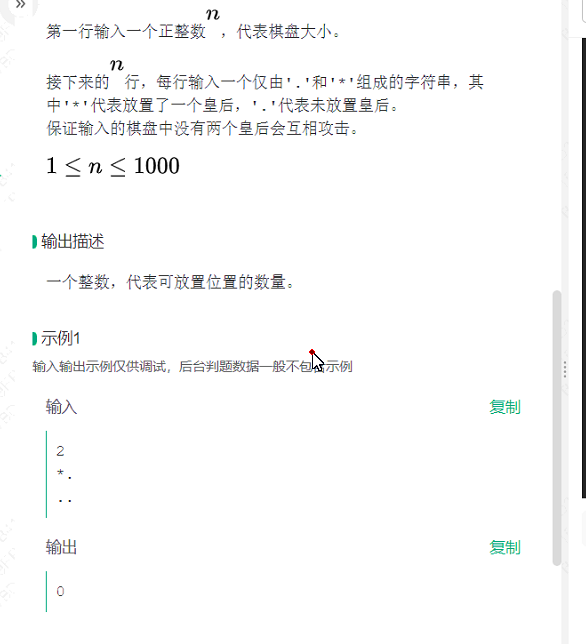 »
第一行输入一个正整数n，代表棋盘大小。
接下来的n行，每行输入一个仅由'.'和'*'组成的字符串，其
中'*'代表放置了一个皇后，'.'代表未放置皇后。
保证输入的棋盘中没有两个皇后会互相攻击。
1 ≤ n ≤ 1000
输出描述
一个整数，代表可放置位置的数量。
示例1
输入输出示例仅供调试，后台判题数据一般不包含示例
输入
复制
2
*.
..
输出
复制
0